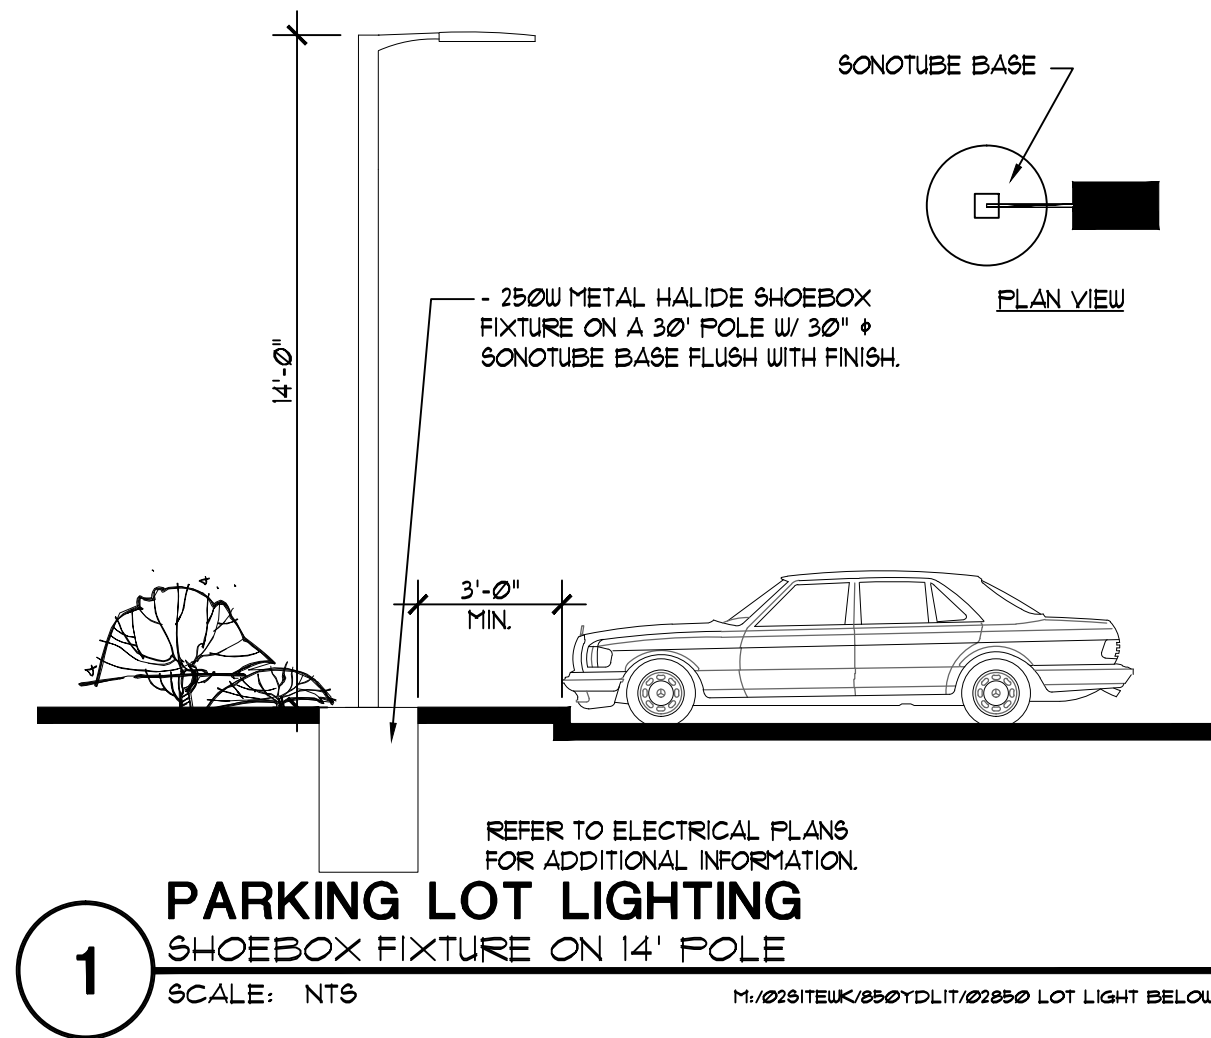 SONOTUBE BASE
PLAN VIEW
- 250W METAL HALIDE SHOEBOX
FIXTURE ON A 30' POLE W/ 30" φ
SONOTUBE BASE FLUSH WITH FINISH.
14'-0"
3'-0"
MIN.
REFER TO ELECTRICAL PLANS
FOR ADDITIONAL INFORMATION.
1
PARKING LOT LIGHTING
SHOEBOX FIXTURE ON 14' POLE
SCALE: NTS
M:/02SITEWK/850YDLIT/02850 LOT LIGHT BELOW